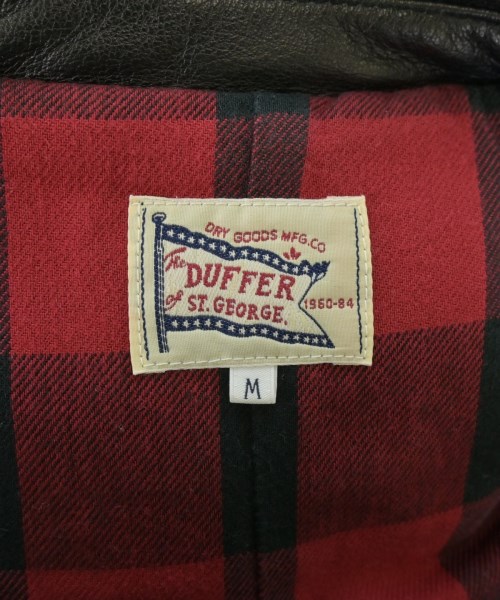 DRY GOODS MFG.CO
The DUFFER
of ST. GEORGE.
1960-84
M